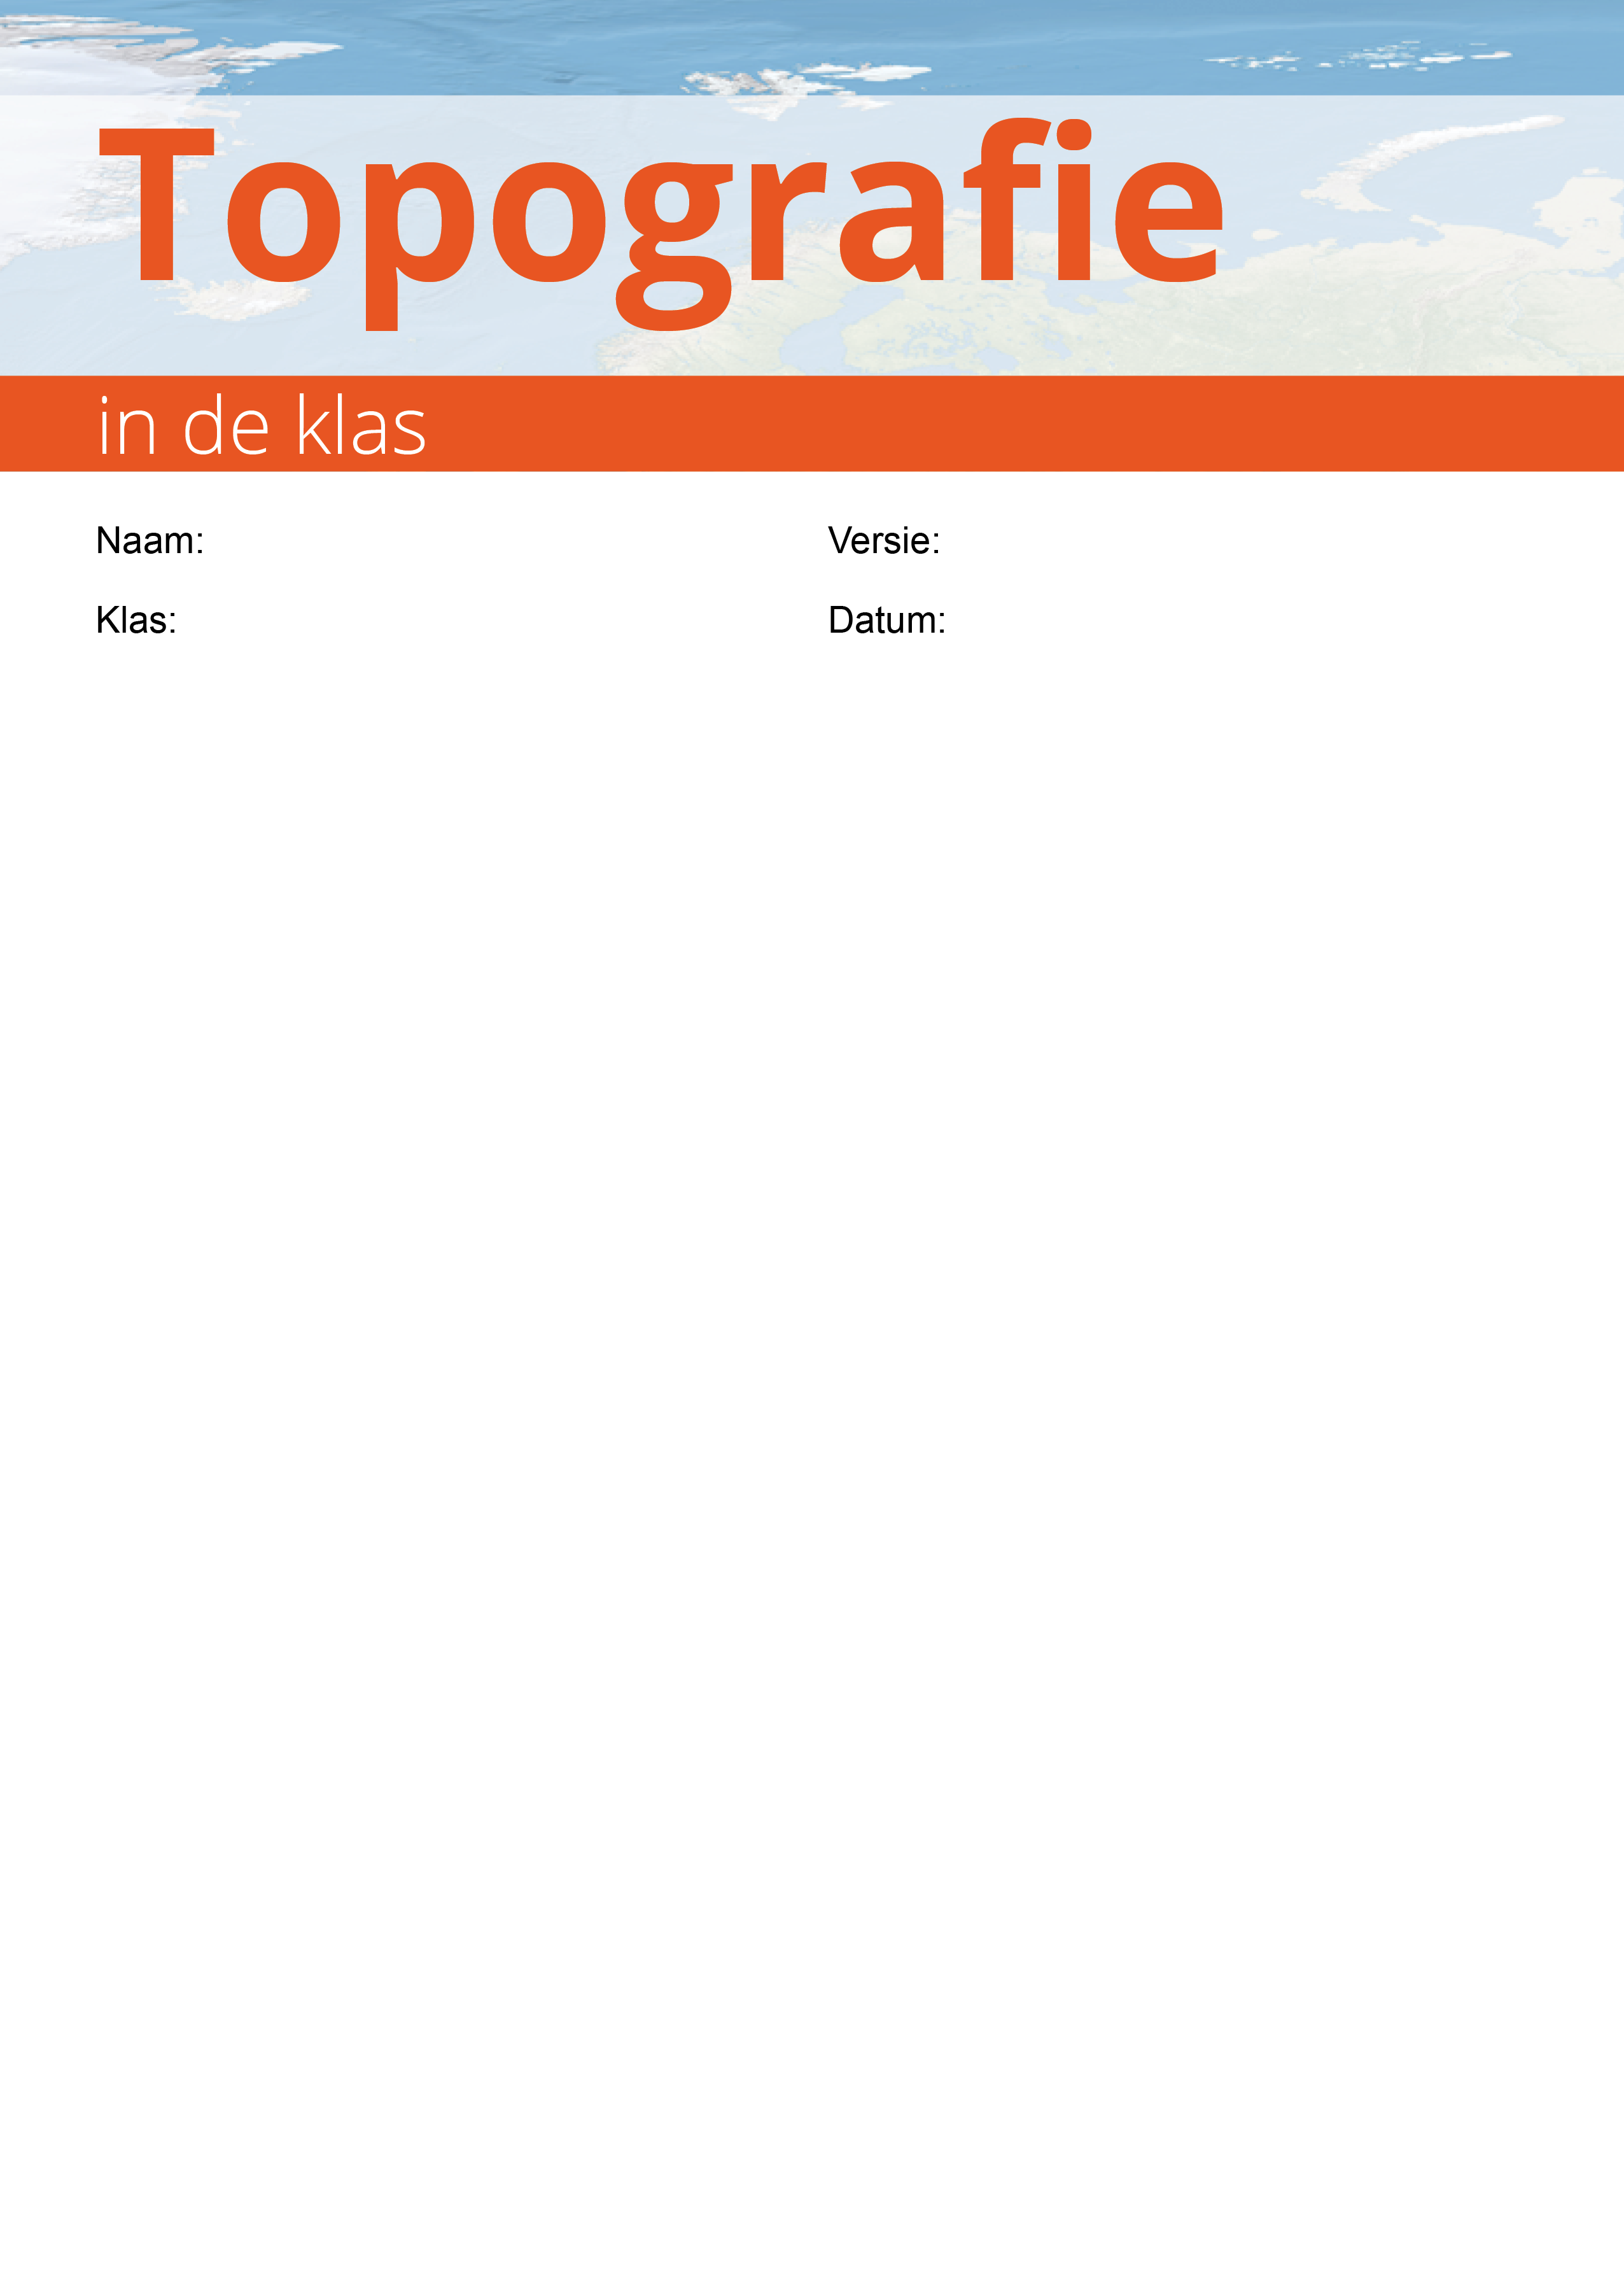 Topografie
in de klas
Naam: Versie:
Klas: Datum: